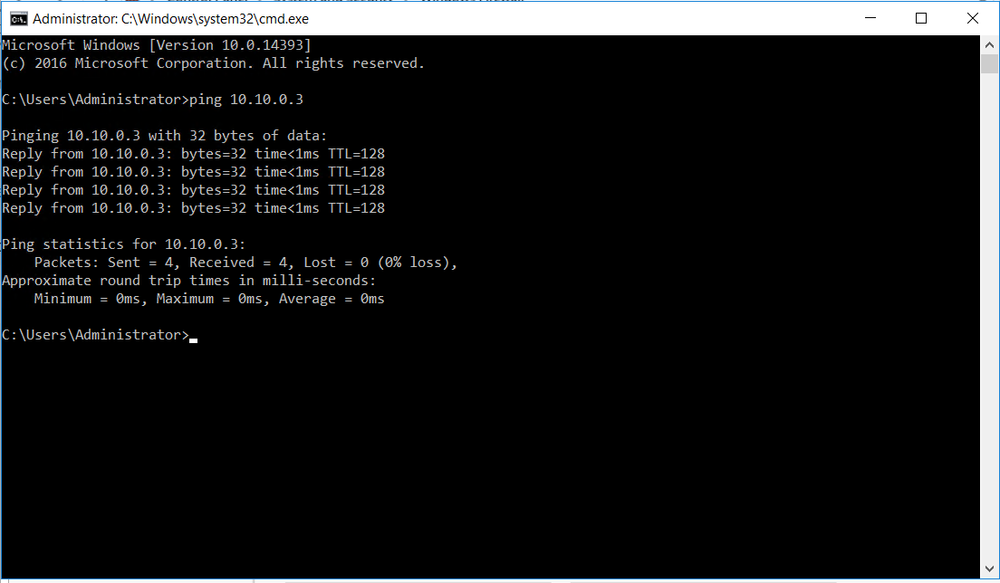 Administrator: C:\Windows\system32\cmd.exe
Microsoft Windows [Version 10.0.14393]
(c) 2016 Microsoft Corporation. All rights reserved.
C:\Users\Administrator>ping 10.10.0.3
Pinging 10.10.0.3 with 32 bytes of data:
Reply from 10.10.0.3: bytes=32 time<1ms TTL=128
Reply from 10.10.0.3: bytes=32 time<1ms TTL=128
Reply from 10.10.0.3: bytes=32 time<1ms TTL=128
Reply from 10.10.0.3: bytes=32 time<1ms TTL=128
Ping statistics for 10.10.0.3:
    Packets: Sent = 4, Received = 4, Lost = 0 (0% loss),
Approximate round trip times in milli-seconds:
    Minimum = 0ms, Maximum = 0ms, Average = 0ms
C:\Users\Administrator>